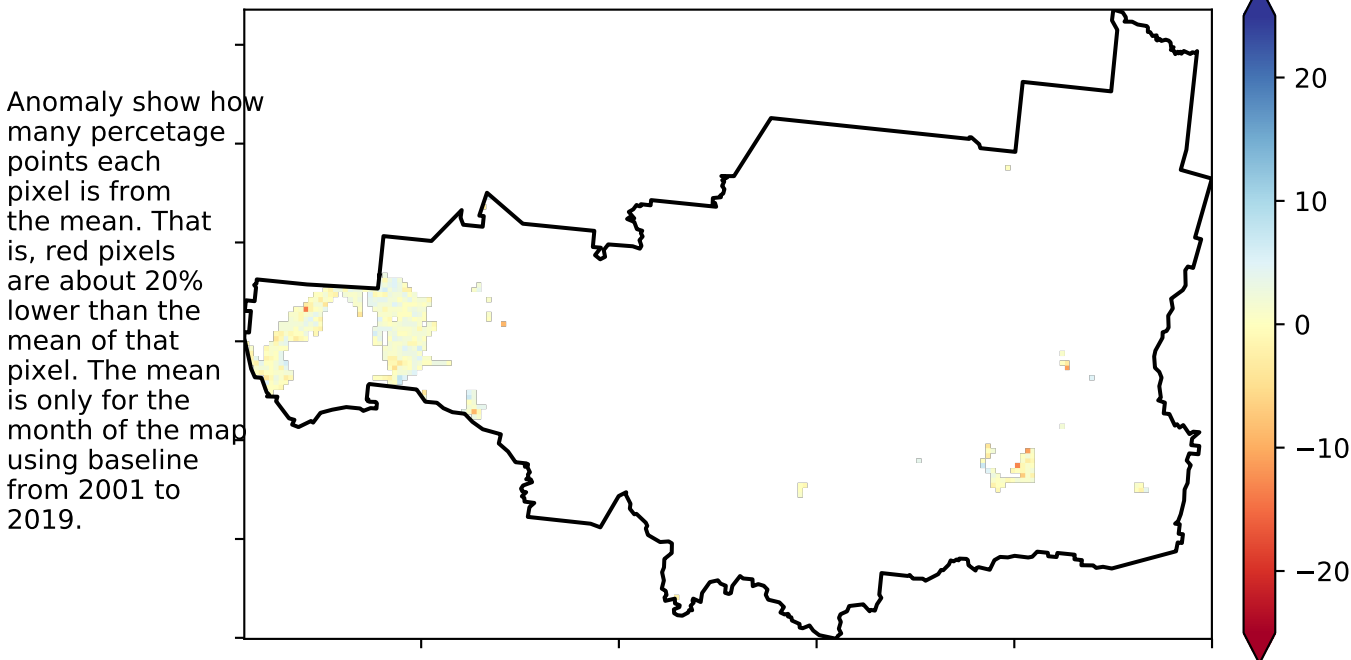 Anomaly show how
many percetage
points each
pixel is from
the mean. That
is, red pixels
are about 20%
lower than the
mean of that
pixel. The mean
is only for the
month of the map
using baseline
from 2001 to
2019.
20
10
0
−10
−20